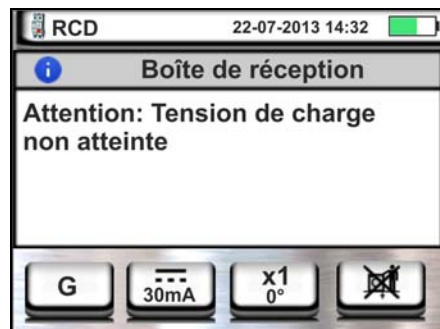 RCD
22-07-2013 14:32
Boîte de réception
Attention: Tension de charge
non atteinte
G
30mA
x1
0°